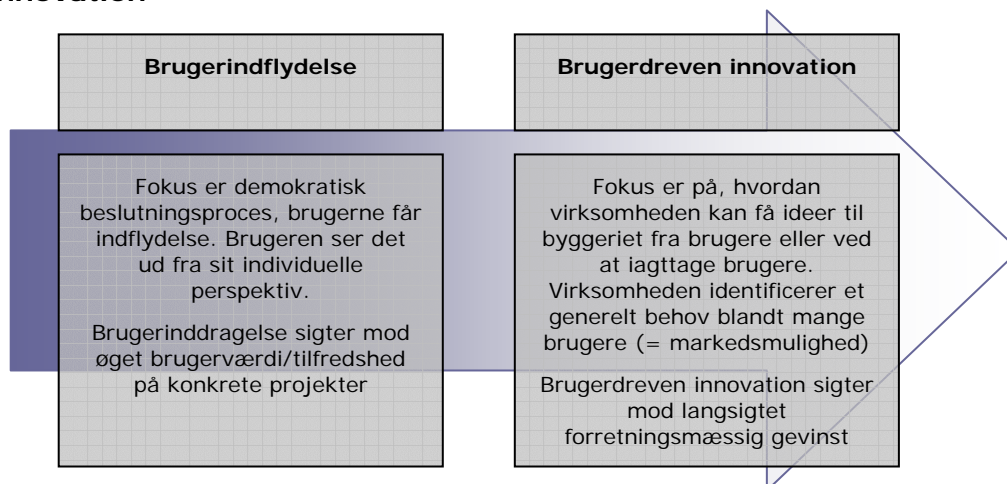 Brugerindflydelse
Fokus er demokratisk
beslutningsproces, brugerne får
indflydelse. Brugeren ser det
ud fra sit individuelle
perspektiv.
Brugerinddragelse sigter mod
øget brugerværdi/tilfredshed
på konkrete projekter
Brugerdreven innovation
Fokus er på, hvordan
virksomheden kan få ideer til
byggeriet fra brugere eller ved
at iagttage brugere.
Virksomheden identificerer et
generelt behov blandt mange
brugere (= markedsmulighed)
Brugerdreven innovation sigter
mod langsigtet
forretningsmæssig gevinst